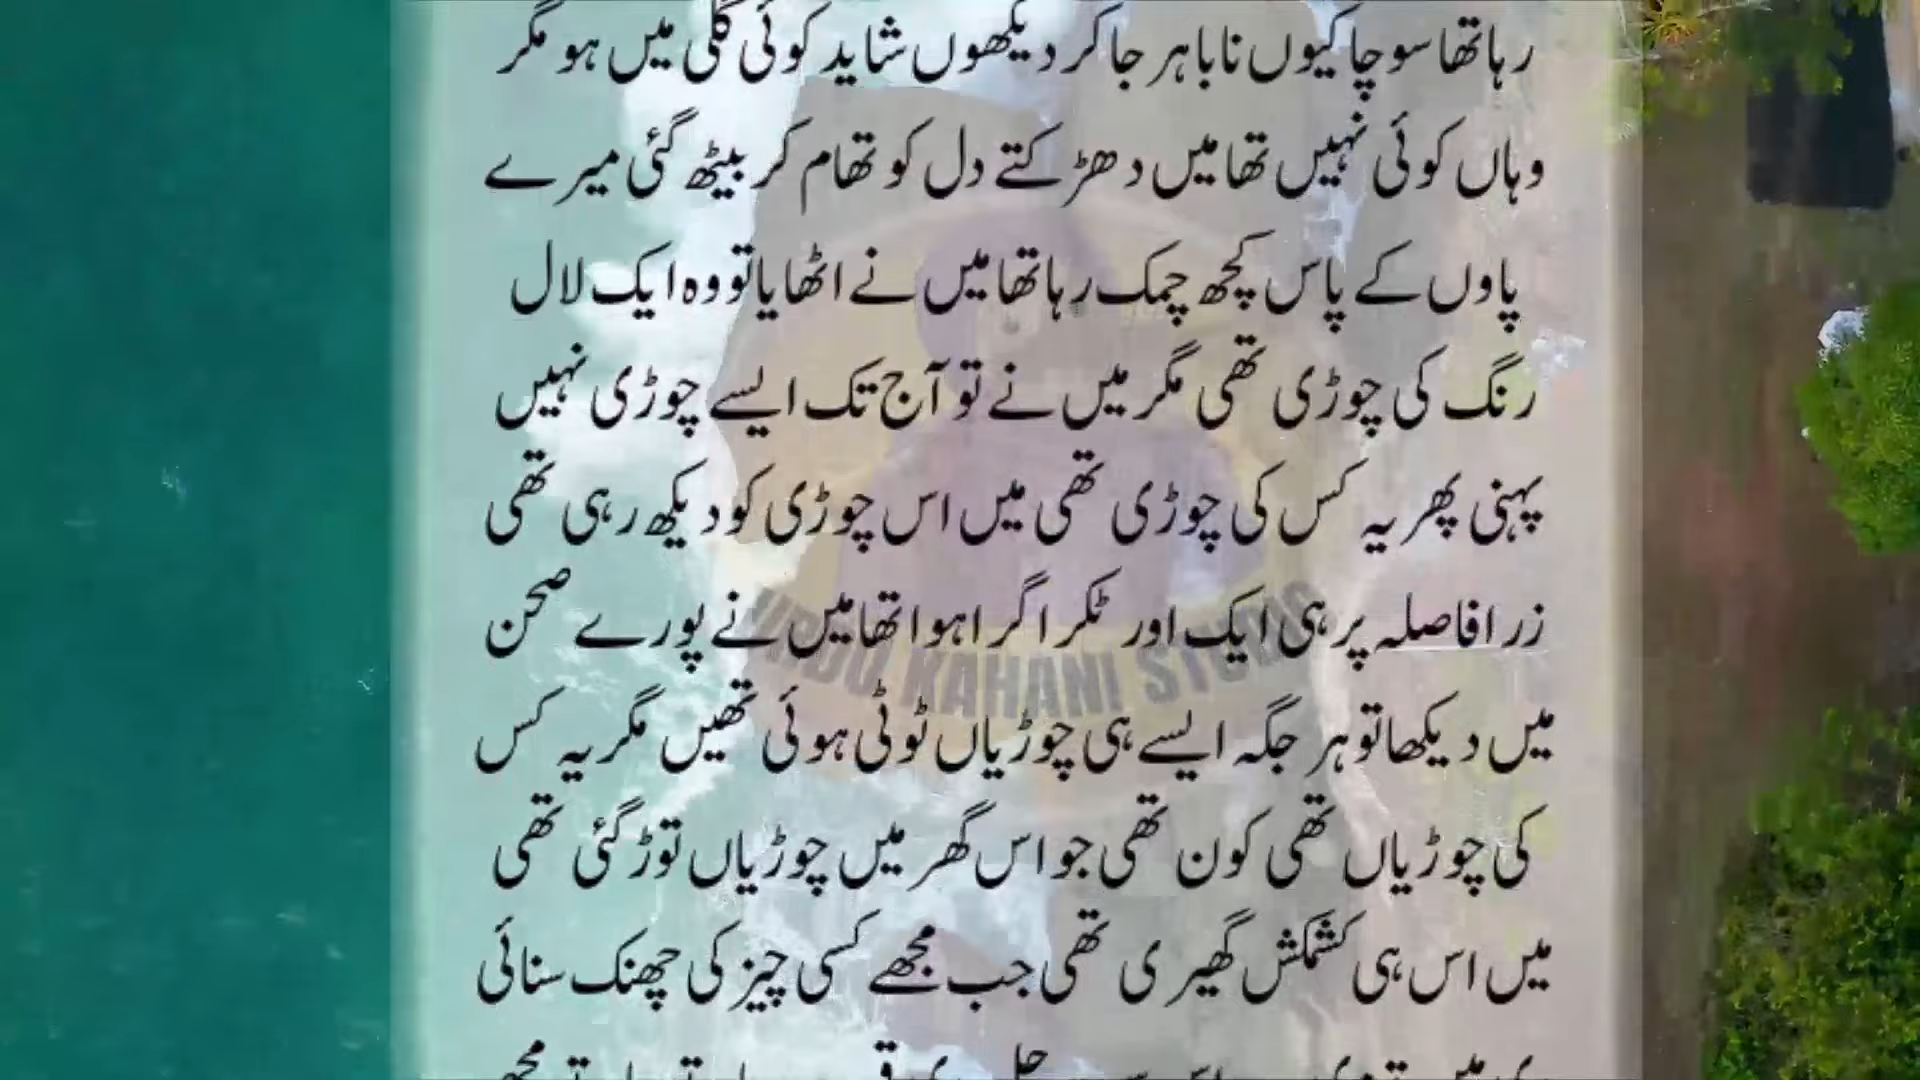 رہا تھا سوچا کیوں نا باہر جا کر دیکھوں شاید کوئی گلی میں ہو مگر
وہاں کوئی نہیں تھا میں دھڑکتے دل کو تھام کر بیٹھ گئی میرے
پاوں کے پاس کچھ چمک رہا تھا میں نے اٹھایا تو وہ ایک لال
رنگ کی چوڑی تھی مگر میں نے تو آج تک ایسے چوڑی نہیں
پہنی پھر یہ کس کی چوڑی تھی میں اس چوڑی کو دیکھ رہی تھی
زرا فاصلہ پر ہی ایک اور ٹکرا گرا ہوا تھا میں نے پورے صحن
میں دیکھا تو ہر جگہ ایسے ہی چوڑیاں ٹوٹی ہوئی تھیں مگر یہ کس
کی چوڑیاں تھی کون تھی جو اس گھر میں چوڑیاں توڑ گئی تھی
میں اس ہی کشمکش گھیری تھی جب مجھے کسی چیز کی چھنک سنائی
URDU KAHANI STUDIO